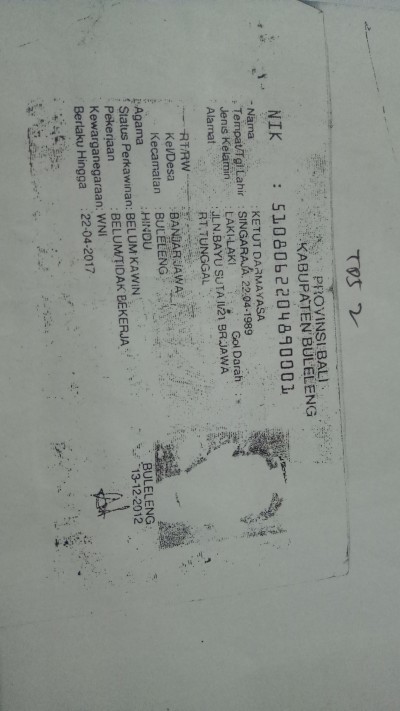 TPS 2
PROVINSI BALI
KABUPATEN BULELENG
NIK : 5108062204890001
Nama : KETUT DARMAYASA
Tempat/Tgl Lahir : SINGARAJA, 22-04-1989
Jenis Kelamin : LAKI-LAKI Gol Darah :
Alamat : JLN.BAYU SUTA II/21 BR.JAWA
RT.TUNGGAL
RT/RW
Kel/Desa : BANJAR JAWA
Kecamatan : BULELENG
Agama : HINDU
Status Perkawinan: BELUM KAWIN
Pekerjaan : BELUM/TIDAK BEKERJA
Kewarganegaraan: WNI
Berlaku Hingga : 22-04-2017
BULELENG
13-12-2012